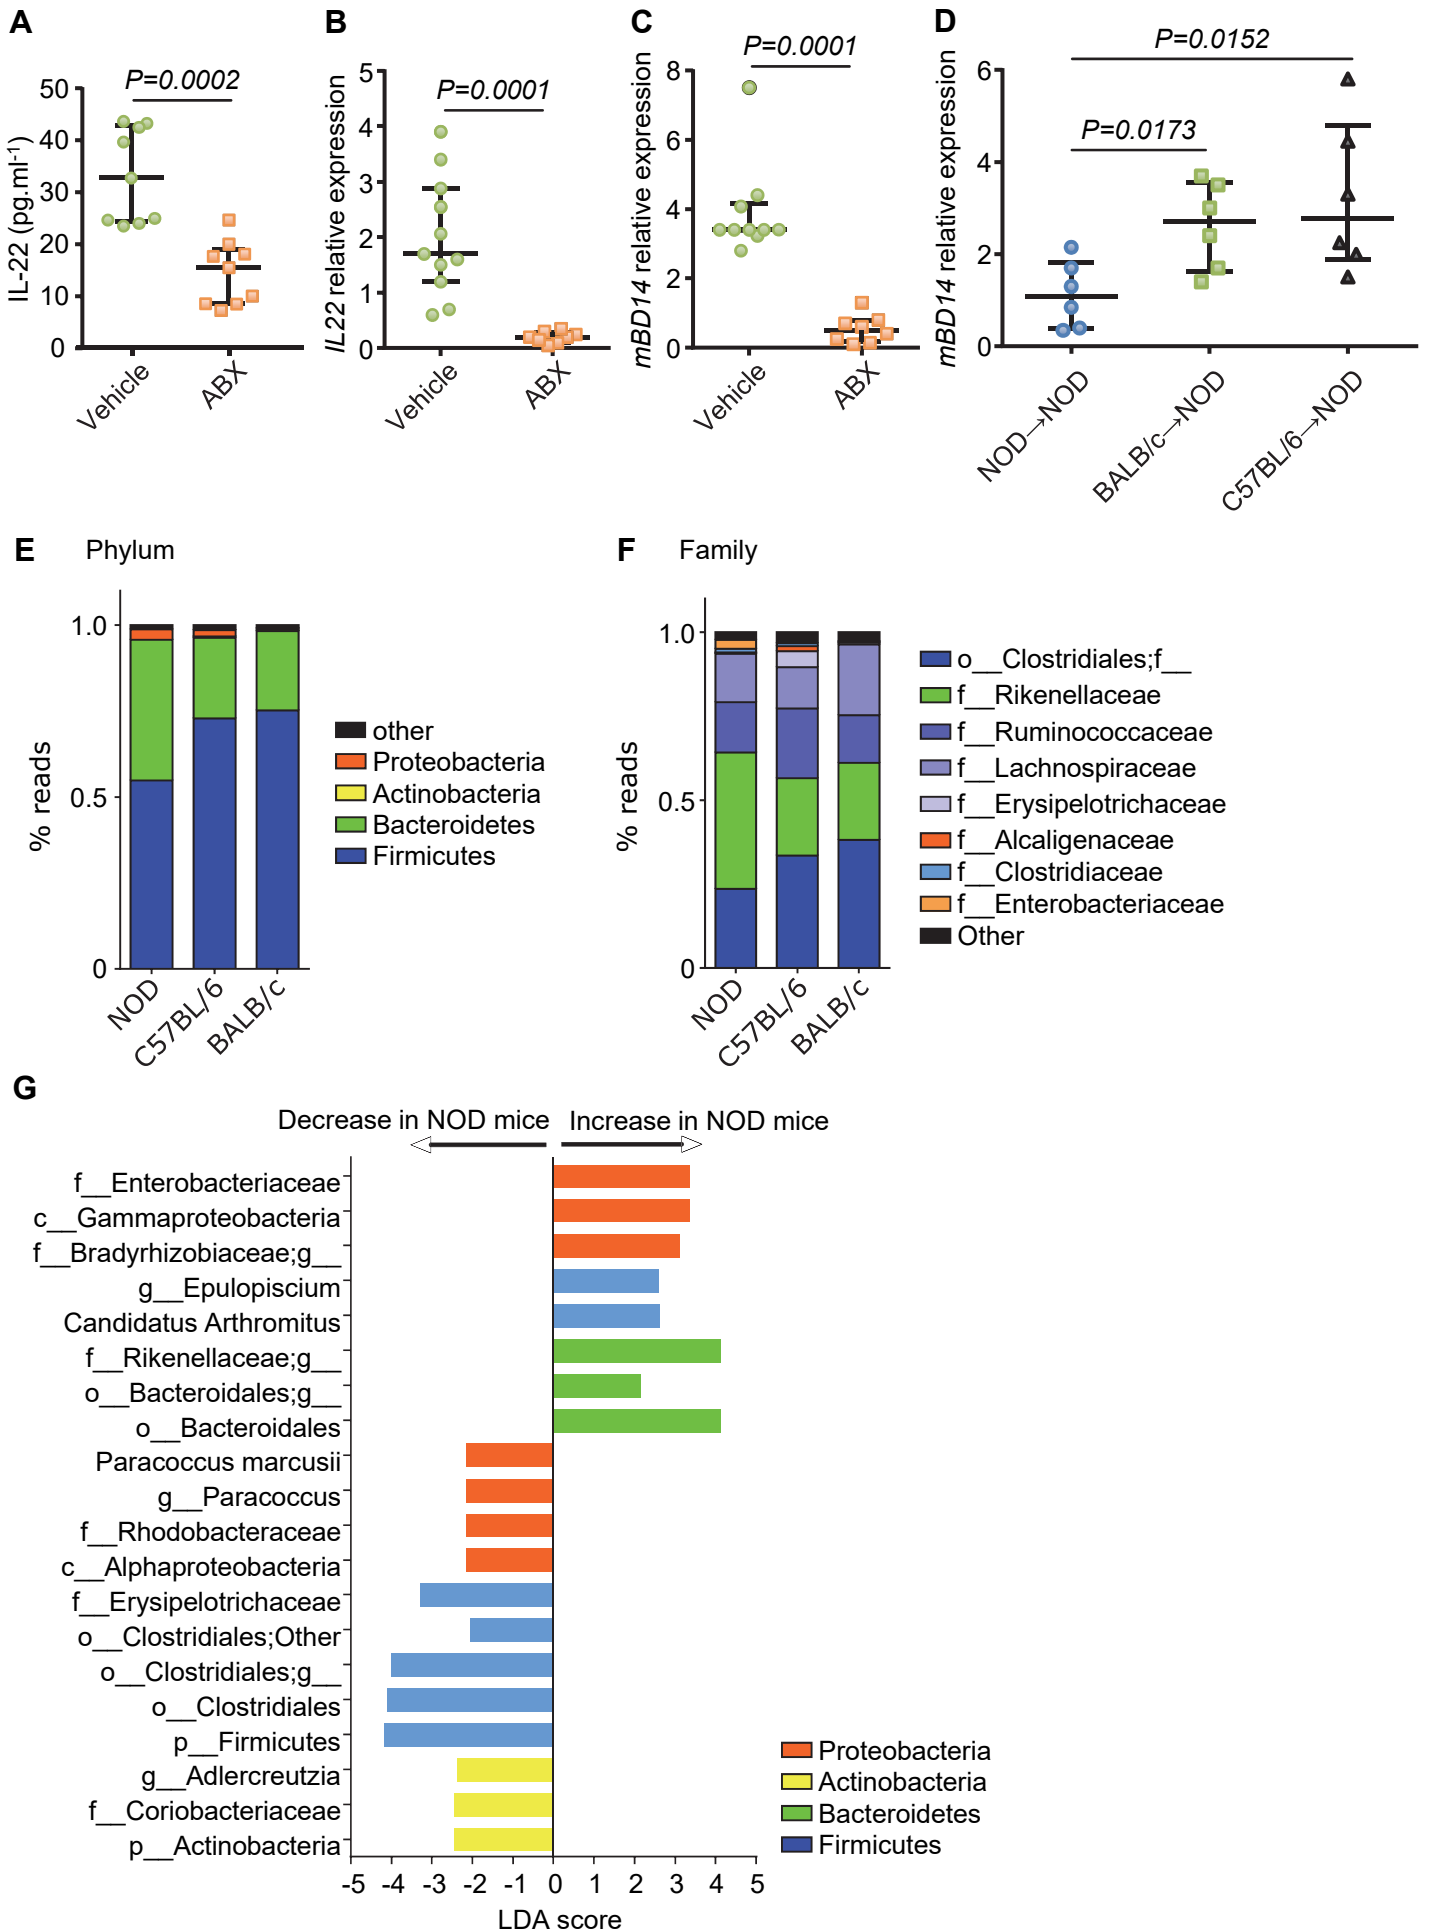 A
IL-22 (pg.ml-1)
50
40
30
20
10
0
P=0.0002
Vehicle
ABX
B
IL22 relative expression
5
4
3
2
1
0
P=0.0001
Vehicle
ABX
C
mBD14 relative expression
8
6
4
2
0
P=0.0001
Vehicle
ABX
D
mBD14 relative expression
6
4
2
0
P=0.0152
P=0.0173
NOD→NOD
BALB/c→NOD
C57BL/6→NOD
E
Phylum
% reads
1.0
0.5
0
NOD
C57BL/6
BALB/c
other
Proteobacteria
Actinobacteria
Bacteroidetes
Firmicutes
F
Family
% reads
1.0
0.5
0
NOD
C57BL/6
BALB/c
o__Clostridiales;f__
f__Rikenellaceae
f__Ruminococcaceae
f__Lachnospiraceae
f__Erysipelotrichaceae
f__Alcaligenaceae
f__Clostridiaceae
f__Enterobacteriaceae
Other
G
Decrease in NOD mice
Increase in NOD mice
f__Enterobacteriaceae
c__Gammaproteobacteria
f__Bradyrhizobiaceae;g__
g__Epulopiscium
Candidatus Arthromitus
f__Rikenellaceae;g__
o__Bacteroidales;g__
o__Bacteroidales
Paracoccus marcusii
g__Paracoccus
f__Rhodobacteraceae
c__Alphaproteobacteria
f__Erysipelotrichaceae
o__Clostridiales;Other
o__Clostridiales;g__
o__Clostridiales
p__Firmicutes
g__Adlercreutzia
f__Coriobacteriaceae
p__Actinobacteria
-5 -4 -3 -2 -1 0 1 2 3 4 5
LDA score
Proteobacteria
Actinobacteria
Bacteroidetes
Firmicutes